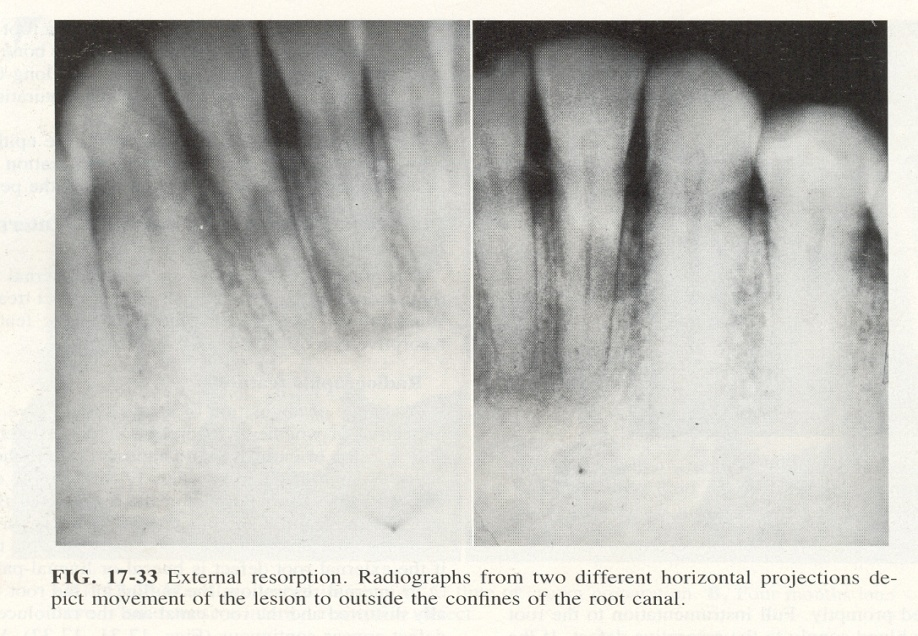 FIG. 17-33 External resorption. Radiographs from two different horizontal projections de-
pict movement of the lesion to outside the confines of the root canal.